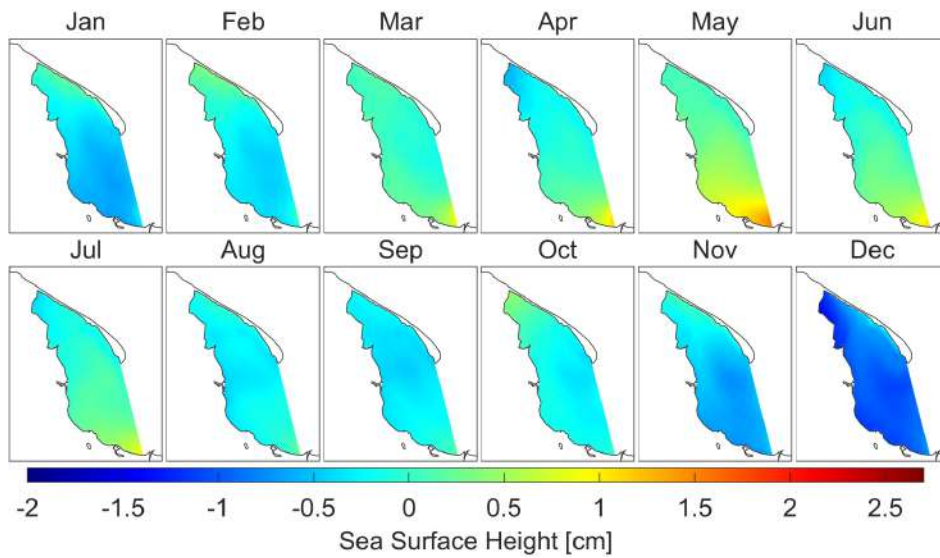 Jan Feb Mar Apr May Jun
Jul Aug Sep Oct Nov Dec
-2 -1.5 -1 -0.5 0 0.5 1 1.5 2 2.5
Sea Surface Height [cm]